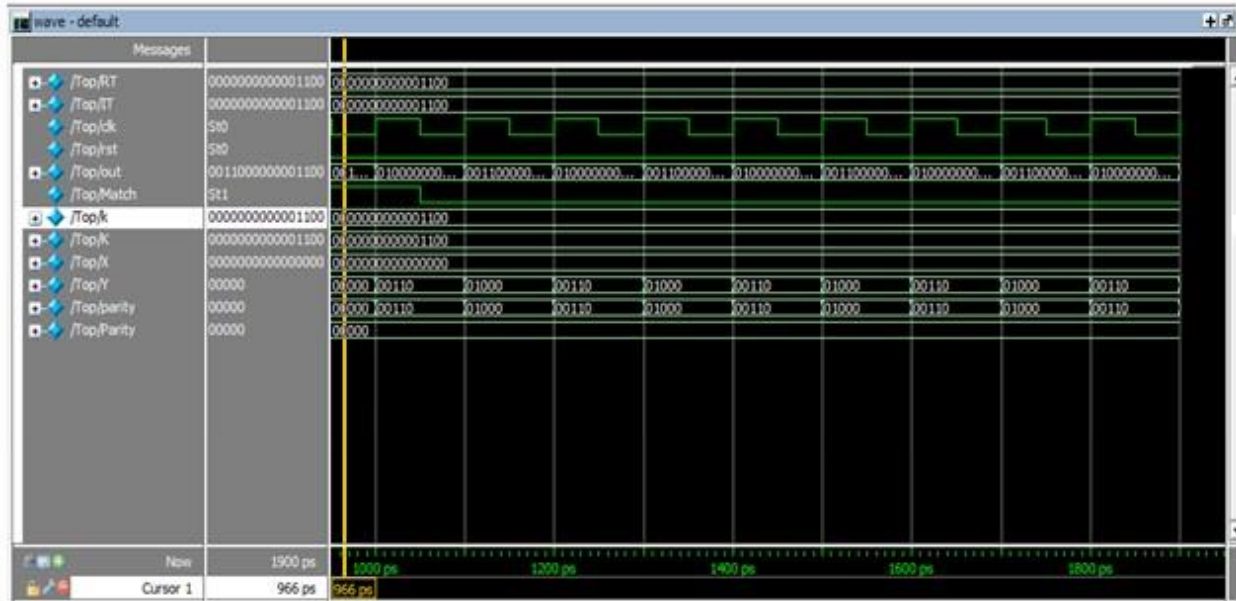 wave - default
Messages
/Top/RT 0000000000001100 0000000000001100
/Top/IT 0000000000001100 0000000000001100
/Top/clk St0
/Top/rst St0
/Top/out 0011000000001100 001... 010000000... 001100000... 010000000... 001100000... 010000000... 001100000... 010000000... 001100000... 010000000...
/Top/Match St1
/Top/k 0000000000001100 0000000000001100
/Top/K 0000000000001100 0000000000001100
/Top/X 0000000000000000 0000000000000000
/Top/Y 00000 00000 00110 01000 00110 01000 00110 01000 00110 01000 00110
/Top/parity 00000 00000 00110 01000 00110 01000 00110 01000 00110 01000 00110
/Top/Parity 00000 00000
Now 1900 ps 1000 ps 1200 ps 1400 ps 1600 ps 1800 ps
Cursor 1 966 ps 966 ps